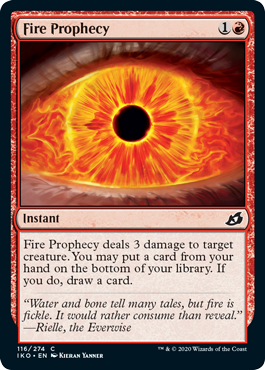 Fire Prophecy
Instant
Fire Prophecy deals 3 damage to target
creature. You may put a card from your
hand on the bottom of your library. If
you do, draw a card.
“Water and bone tell many tales, but fire is
fickle. It would rather consume than reveal.”
—Rielle, the Everwise
116/274 C
IKO • EN KIERAN YANNER
™ & © 2020 Wizards of the Coast
1